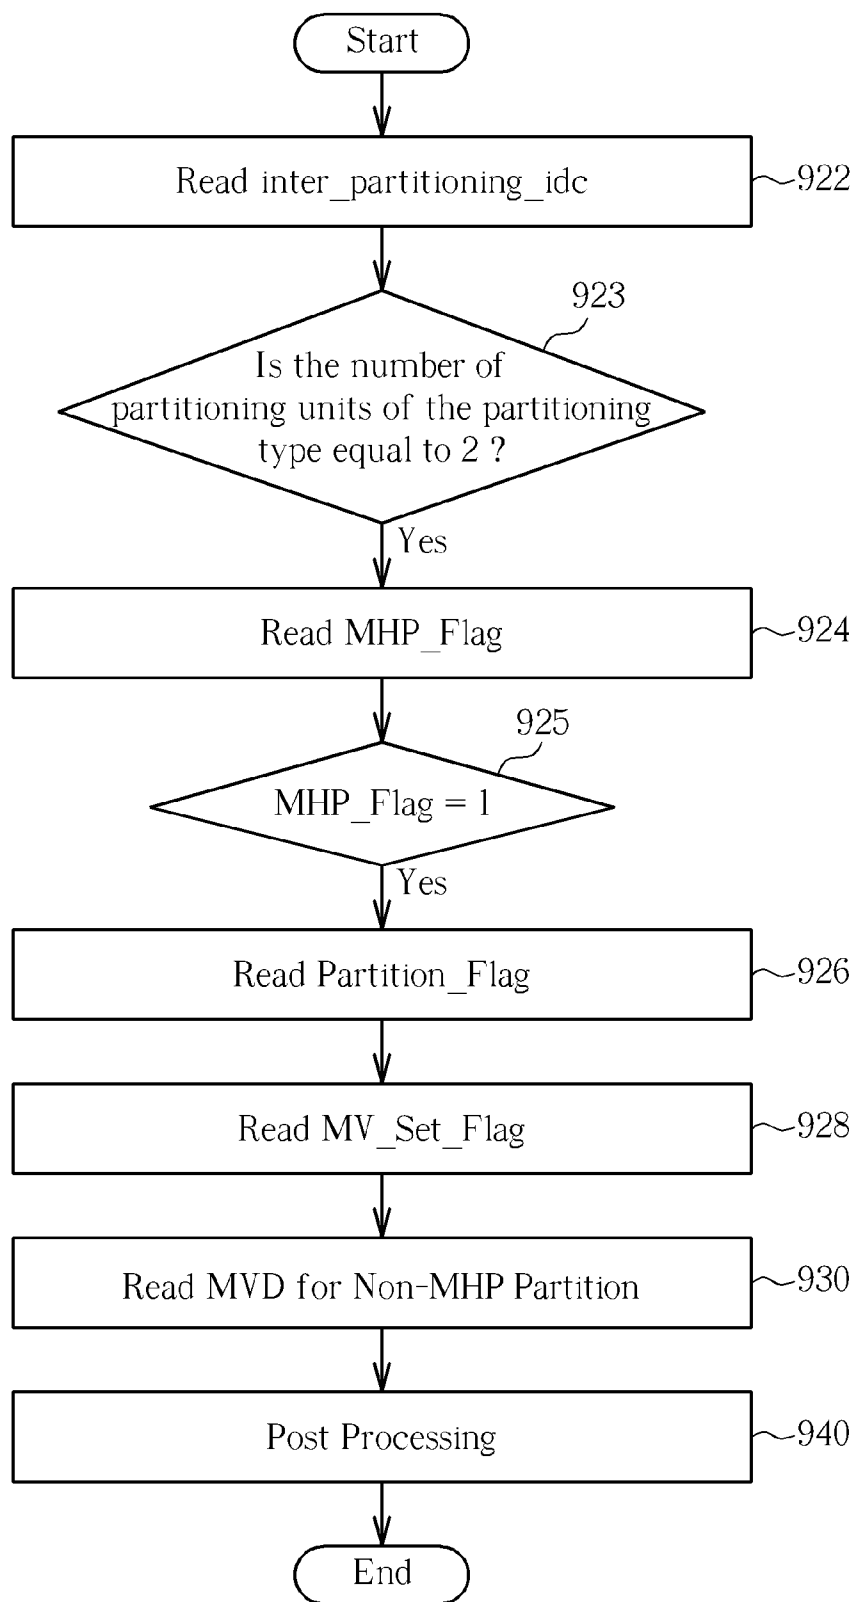 Start
Read inter_partitioning_idc
922
923
Is the number of
partitioning units of the partitioning
type equal to 2 ?
Yes
Read MHP_Flag
924
925
MHP_Flag = 1
Yes
Read Partition_Flag
926
Read MV_Set_Flag
928
Read MVD for Non-MHP Partition
930
Post Processing
940
End